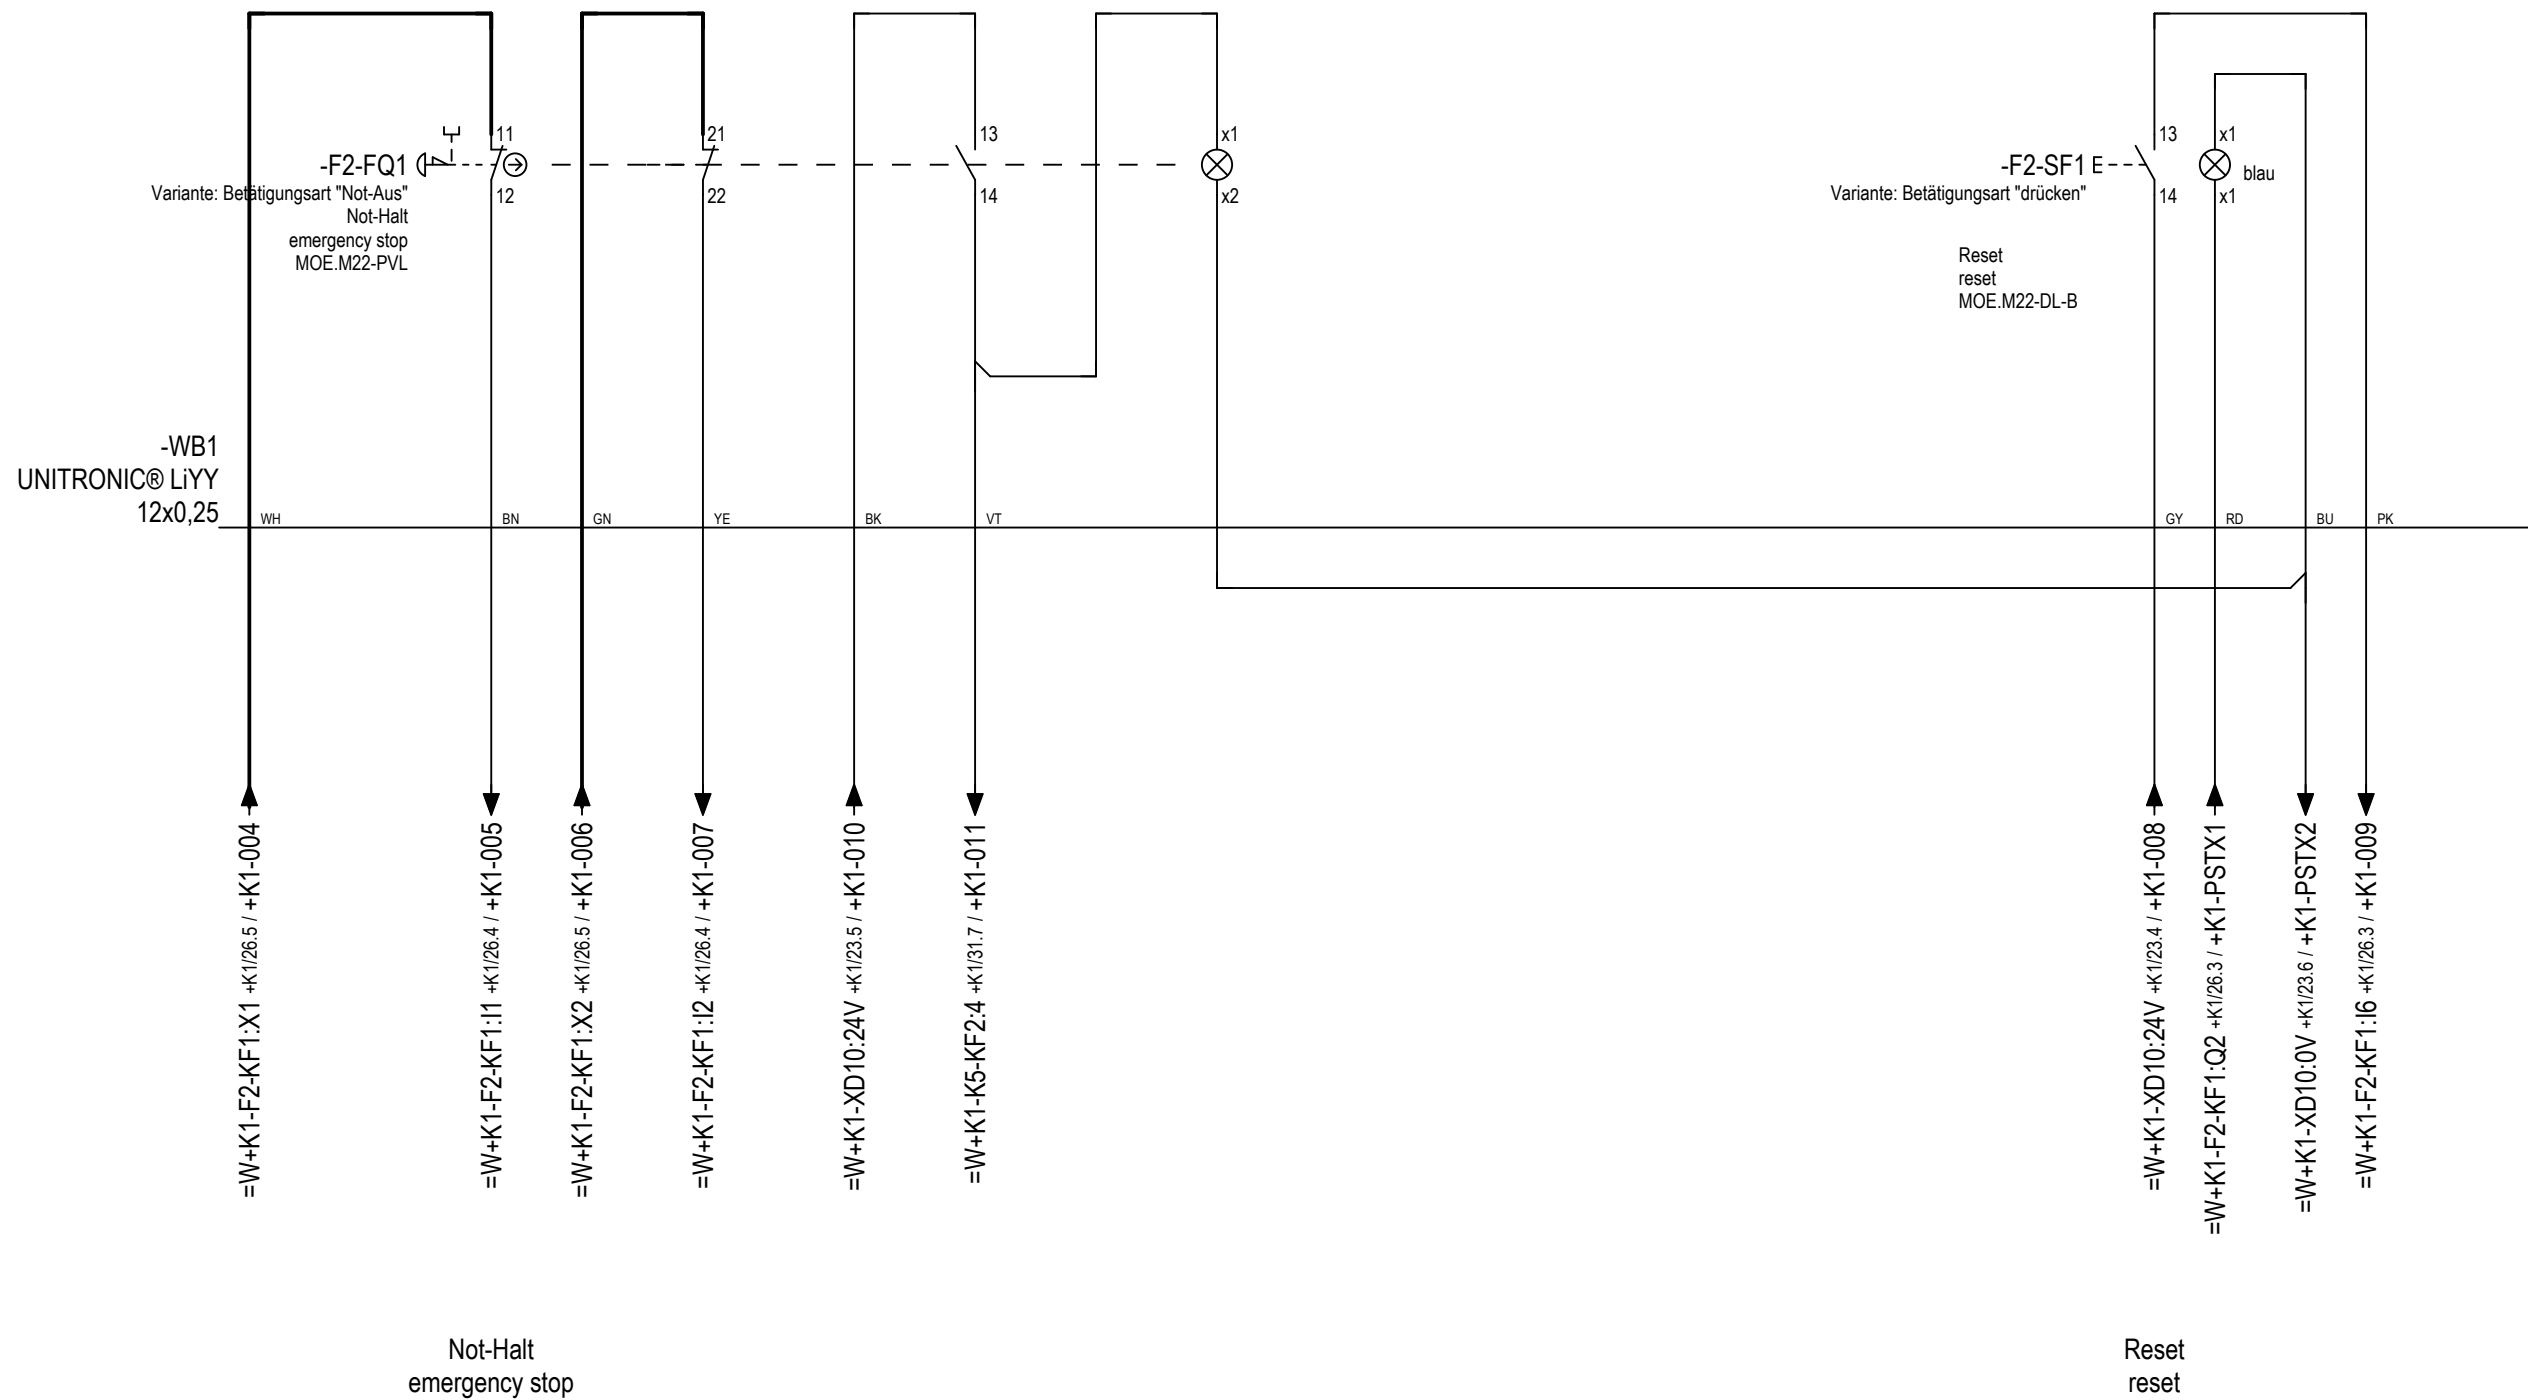 11
21
13
x1
13
x1
-F2-FQ1
-F2-SF1
blau
Variante: Betätigungsart "Not-Aus"
12
22
14
x2
Variante: Betätigungsart "drücken"
14
x1
Not-Halt
emergency stop
MOE.M22-PVL
Reset
reset
MOE.M22-DL-B
-WB1
UNITRONIC® LiYY
12x0,25
WH
BN
GN
YE
BK
VT
GY
RD
BU
PK
=W+K1-F2-KF1:X1 +K1/26.5 / +K1-004
=W+K1-F2-KF1:I1 +K1/26.4 / +K1-005
=W+K1-F2-KF1:X2 +K1/26.5 / +K1-006
=W+K1-F2-KF1:I2 +K1/26.4 / +K1-007
=W+K1-XD10:24V +K1/23.5 / +K1-010
=W+K1-K5-KF2:4 +K1/31.7 / +K1-011
=W+K1-XD10:24V +K1/23.4 / +K1-008
=W+K1-F2-KF1:Q2 +K1/26.3 / +K1-PSTX1
=W+K1-XD10:0V +K1/23.6 / +K1-PSTX2
=W+K1-F2-KF1:I6 +K1/26.3 / +K1-009
Not-Halt
emergency stop
Reset
reset